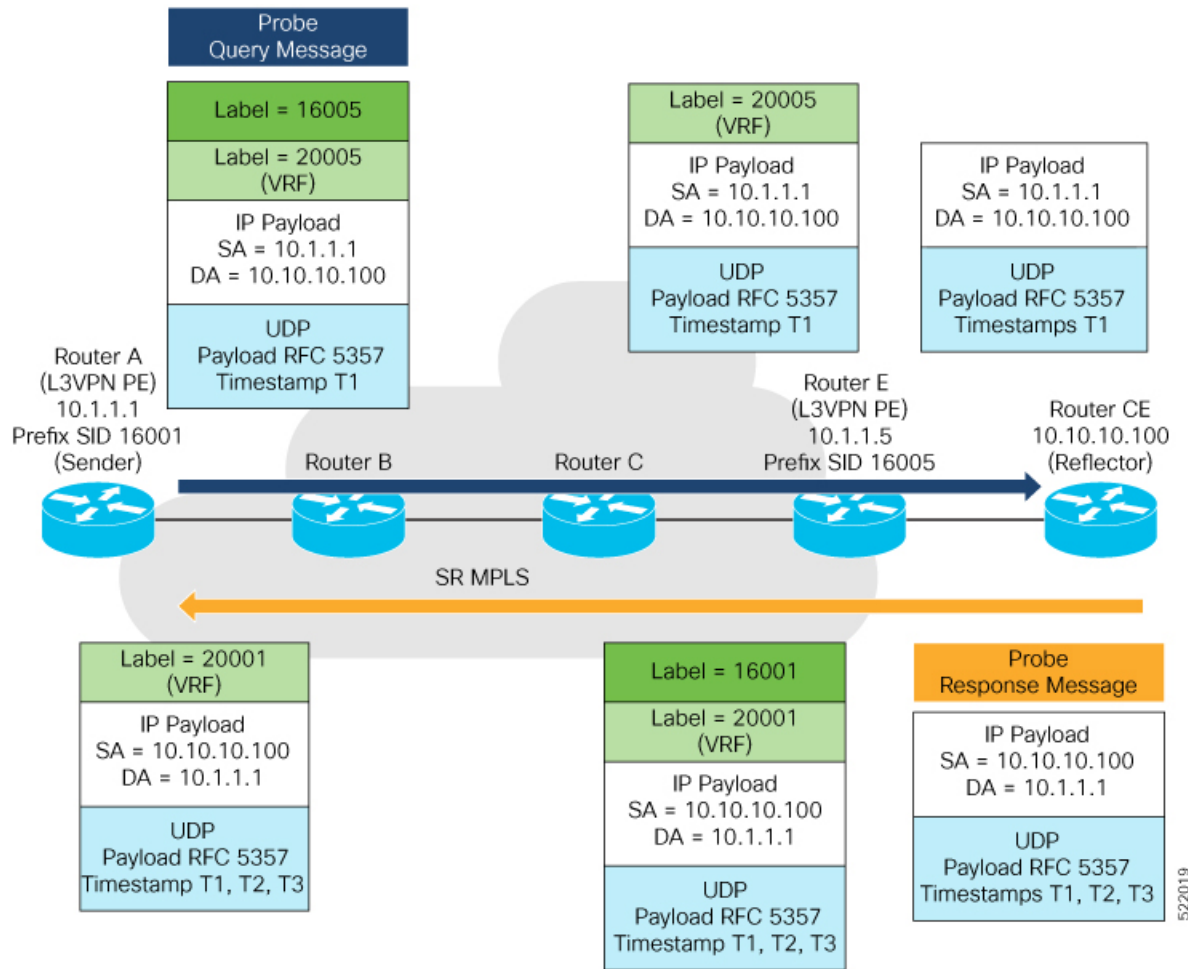 Probe
Query Message
Label = 16005
Label = 20005
(VRF)
IP Payload
SA = 10.1.1.1
DA = 10.10.10.100
UDP
Payload RFC 5357
Timestamp T1
Label = 20005
(VRF)
IP Payload
SA = 10.1.1.1
DA = 10.10.10.100
UDP
Payload RFC 5357
Timestamp T1
IP Payload
SA = 10.1.1.1
DA = 10.10.10.100
UDP
Payload RFC 5357
Timestamps T1
Router A
(L3VPN PE)
10.1.1.1
Prefix SID 16001
(Sender)
Router B
Router C
Router E
(L3VPN PE)
10.1.1.5
Prefix SID 16005
Router CE
10.10.10.100
(Reflector)
SR MPLS
Label = 20001
(VRF)
IP Payload
SA = 10.10.10.100
DA = 10.1.1.1
UDP
Payload RFC 5357
Timestamp T1, T2, T3
Label = 16001
Label = 20001
(VRF)
IP Payload
SA = 10.10.10.100
DA = 10.1.1.1
UDP
Payload RFC 5357
Timestamp T1, T2, T3
Probe
Response Message
IP Payload
SA = 10.10.10.100
DA = 10.1.1.1
UDP
Payload RFC 5357
Timestamps T1, T2, T3
522019